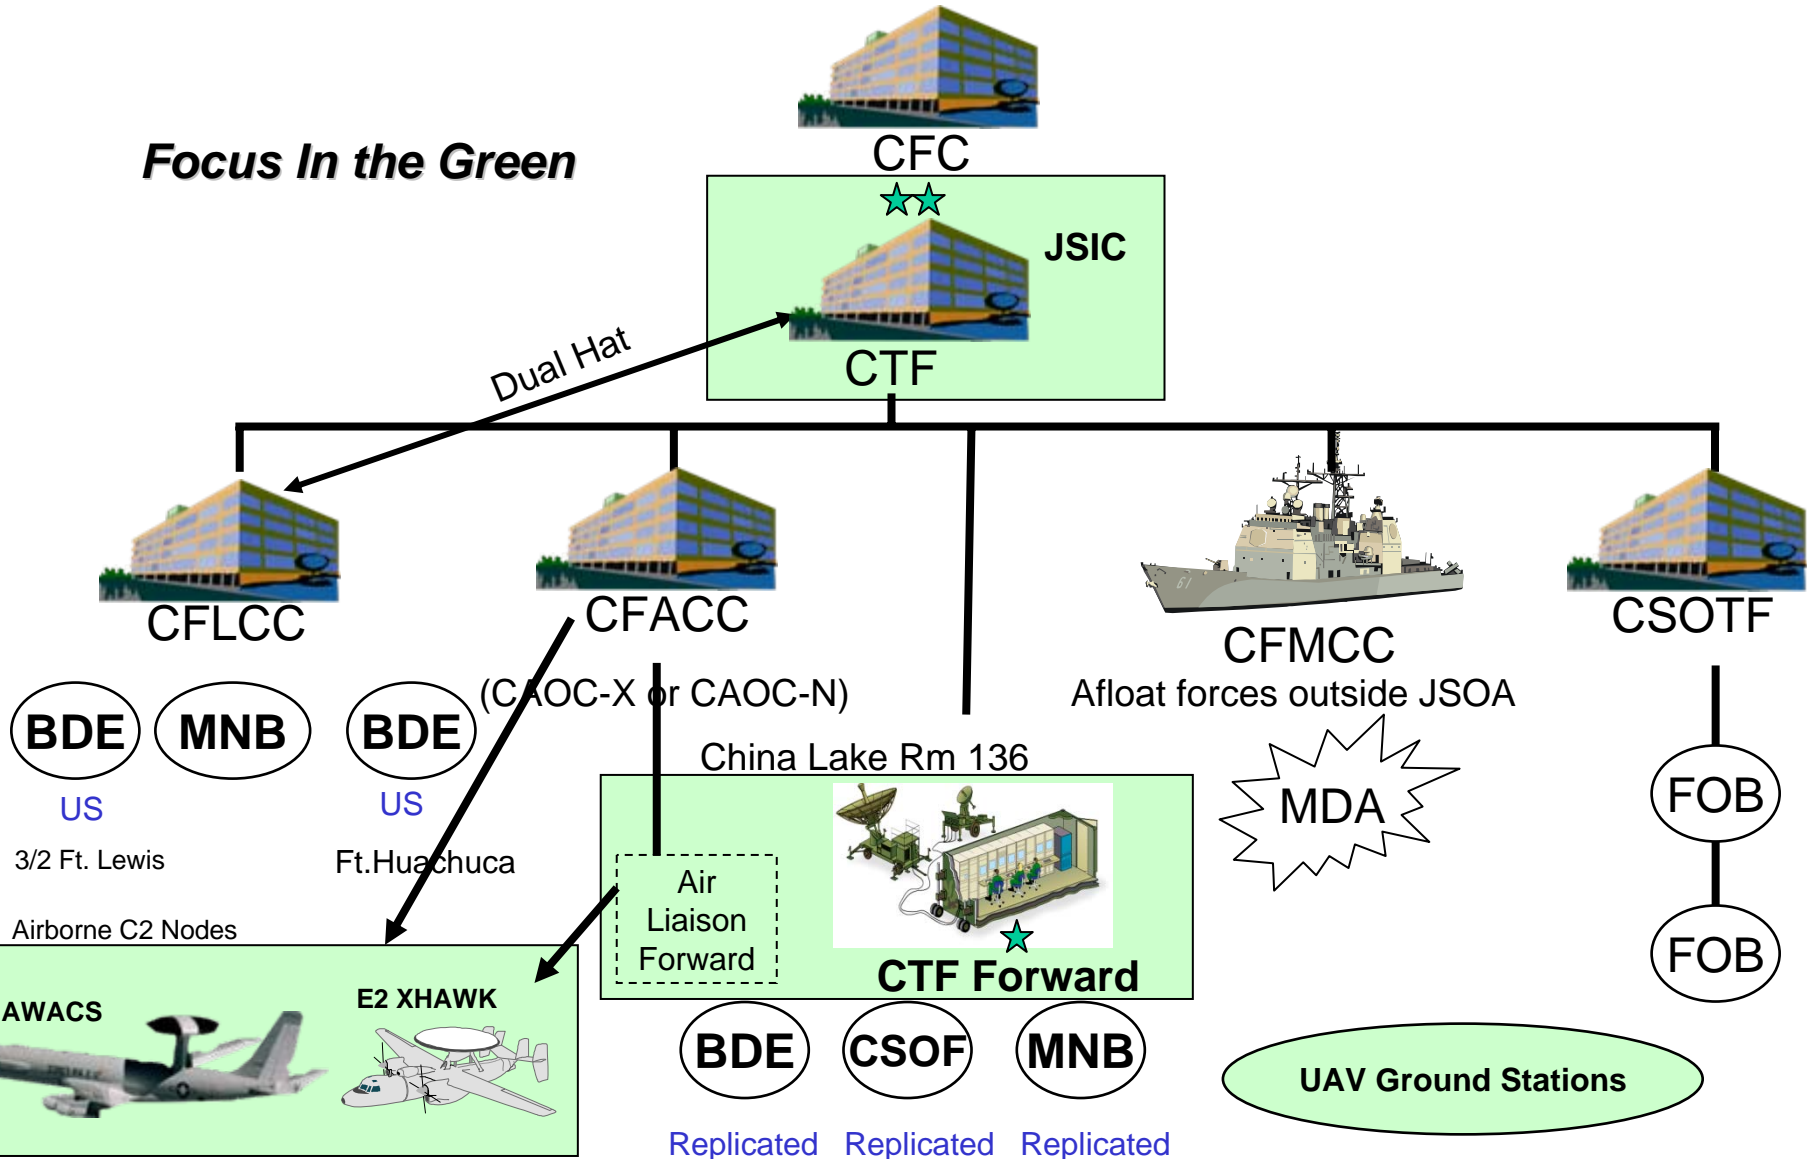 CFC
Focus In the Green
JSIC
Dual Hat
CTF
CFLCC
CFACC
CFMCC
CSOTF
(CAOC-X or CAOC-N)
Afloat forces outside JSOA
BDE
MNB
BDE
US
US
3/2 Ft. Lewis
Ft.Huachuca
China Lake Rm 136
MDA
FOB
FOB
Air
Liaison
Forward
CTF Forward
Airborne C2 Nodes
AWACS
E2 XHAWK
BDE
CSOF
MNB
Replicated
Replicated
Replicated
UAV Ground Stations
61